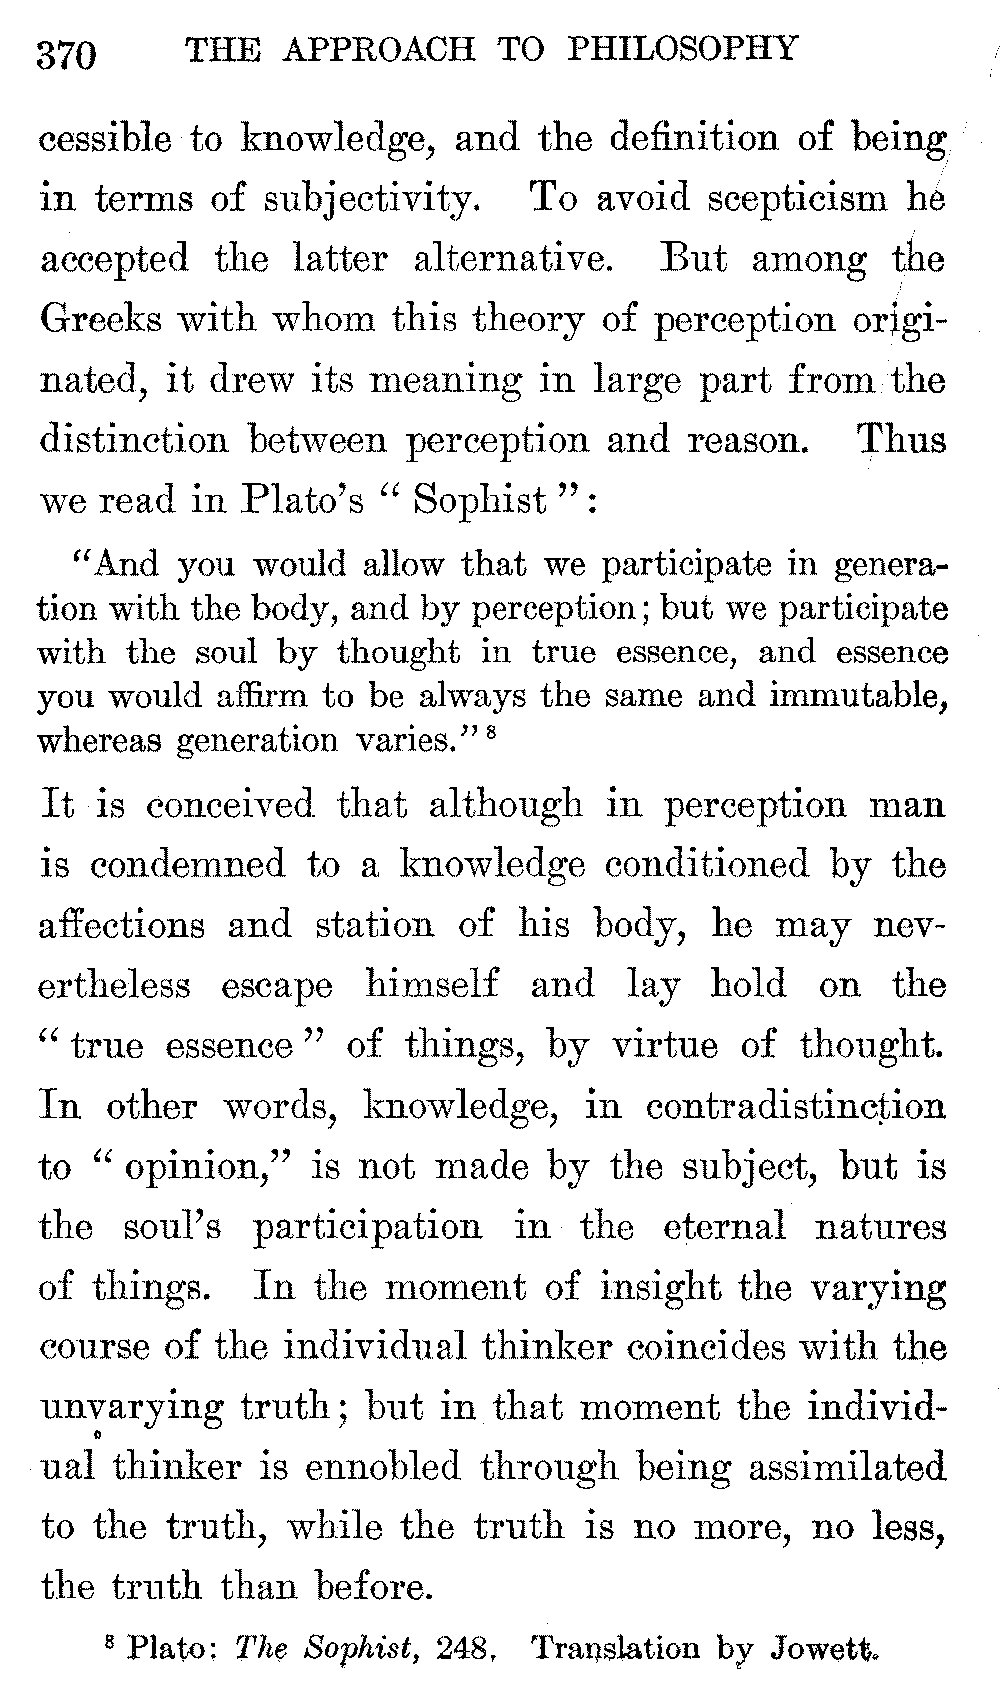 370 THE APPROACH TO PHILOSOPHY
cessible to knowledge, and the definition of being
in terms of subjectivity. To avoid scepticism he
accepted the latter alternative. But among the
Greeks with whom this theory of perception origi-
nated, it drew its meaning in large part from the
distinction between perception and reason. Thus
we read in Plato's “ Sophist ”:
“And you would allow that we participate in genera-
tion with the body, and by perception; but we participate
with the soul by thought in true essence, and essence
you would affirm to be always the same and immutable,
whereas generation varies.” ⁸
It is conceived that although in perception man
is condemned to a knowledge conditioned by the
affections and station of his body, he may nev-
ertheless escape himself and lay hold on the
“ true essence ” of things, by virtue of thought.
In other words, knowledge, in contradistinction
to “ opinion,” is not made by the subject, but is
the soul's participation in the eternal natures
of things. In the moment of insight the varying
course of the individual thinker coincides with the
unvarying truth; but in that moment the individ-
ual thinker is ennobled through being assimilated
to the truth, while the truth is no more, no less,
the truth than before.
⁸ Plato: The Sophist, 248. Translation by Jowett.